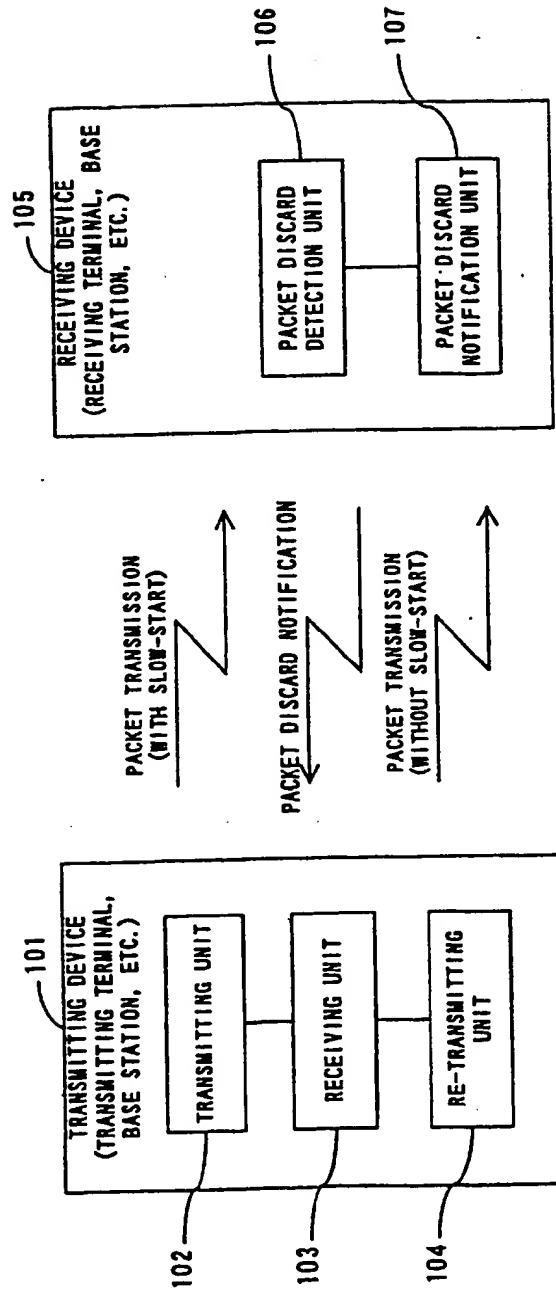 101
TRANSMITTING DEVICE
(TRANSMITTING TERMINAL,
BASE STATION, ETC.)
102
TRANSMITTING UNIT
103
RECEIVING UNIT
104
RE-TRANSMITTING
UNIT
PACKET TRANSMISSION
(WITH SLOW-START)
PACKET DISCARD NOTIFICATION
PACKET TRANSMISSION
(WITHOUT SLOW-START)
105
RECEIVING DEVICE
(RECEIVING TERMINAL, BASE
STATION, ETC.)
PACKET DISCARD
DETECTION UNIT
106
PACKET DISCARD
NOTIFICATION UNIT
107